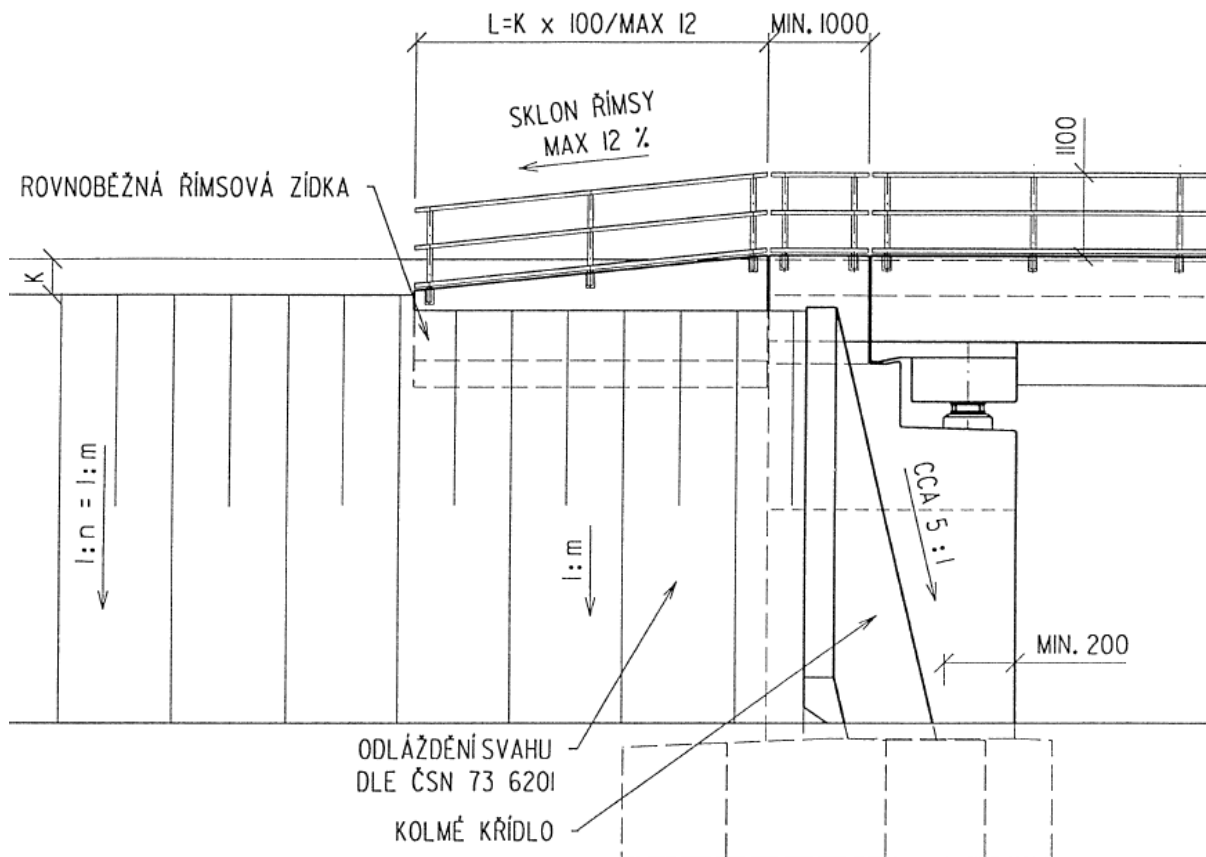 L=K x 100/MAX 12
MIN. 1000
SKLON ŘÍMSY
MAX 12 %
1100
ROVNOBĚŽNÁ ŘÍMSOVÁ ZÍDKA
K
1:n = 1:m
1:m
CCA 5 :1
MIN. 200
ODLÁŽDĚNÍ SVAHU
DLE ČSN 73 6201
KOLMÉ KŘÍDLO